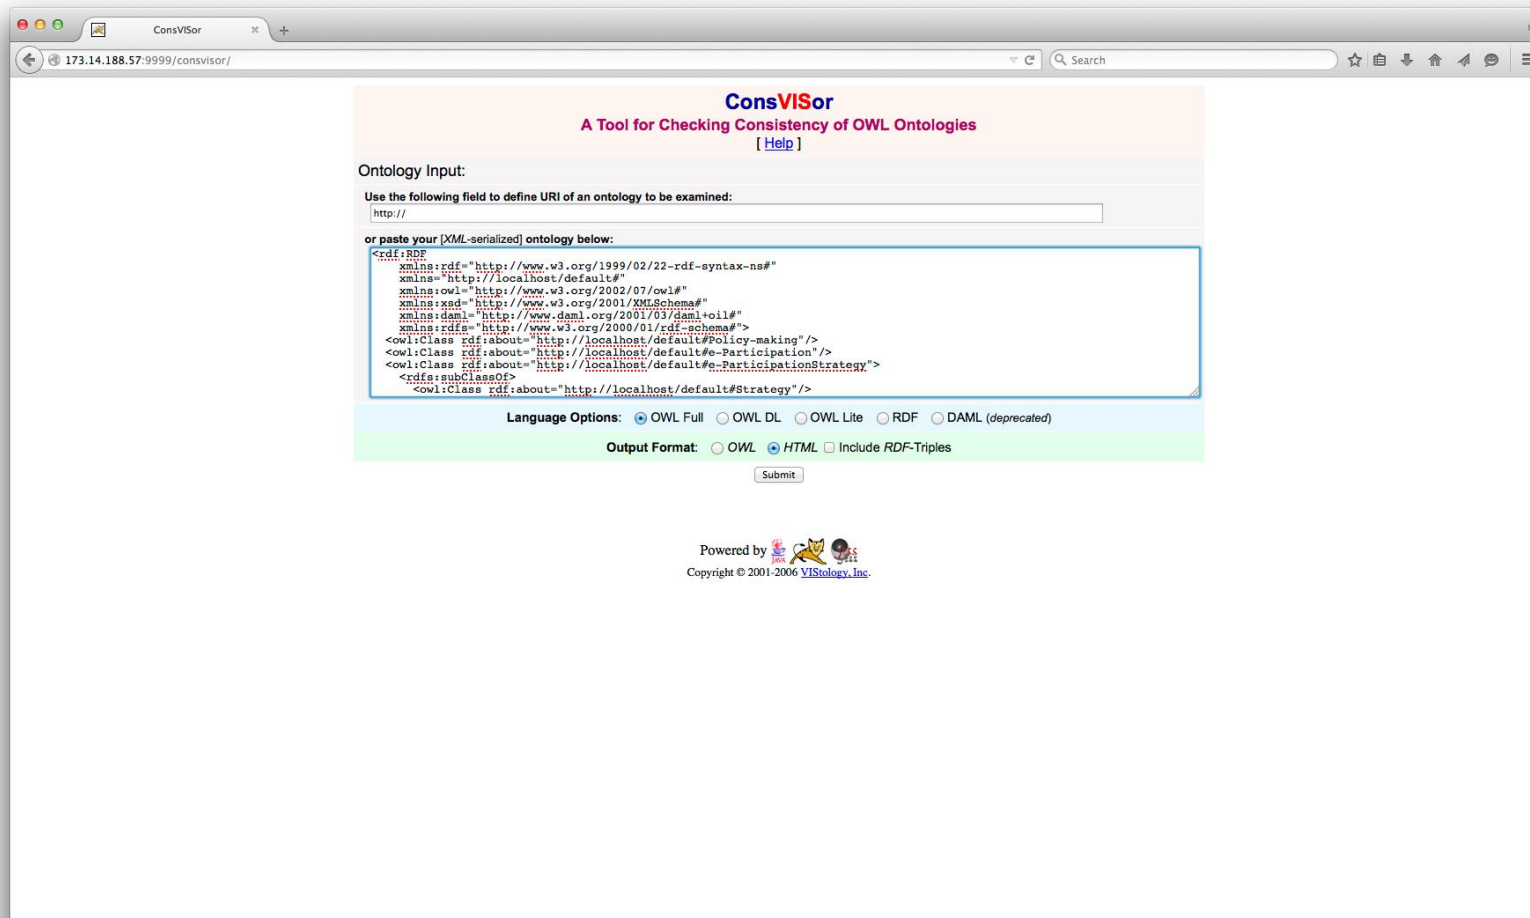 ConsVISor
173.14.188.57:9999/consvisor/
Search
ConsVISor
A Tool for Checking Consistency of OWL Ontologies
[ Help ]
Ontology Input:
Use the following field to define URI of an ontology to be examined:
http://
or paste your [XML-serialized] ontology below:
<rdf:RDF
xmlns:rdf="http://www.w3.org/1999/02/22-rdf-syntax-ns#"
xmlns="http://localhost/default#"
xmlns:owl="http://www.w3.org/2002/07/owl#"
xmlns:xsd="http://www.w3.org/2001/XMLSchema#"
xmlns:daml="http://www.daml.org/2001/03/daml+oil#"
xmlns:rdfs="http://www.w3.org/2000/01/rdf-schema#">
<owl:Class rdf:about="http://localhost/default#Policy-making"/>
<owl:Class rdf:about="http://localhost/default#e-Participation"/>
<owl:Class rdf:about="http://localhost/default#e-ParticipationStrategy">
<rdfs:subClassOf>
<owl:Class rdf:about="http://localhost/default#Strategy"/>
Language Options: OWL Full OWL DL OWL Lite RDF DAML (deprecated)
Output Format: OWL HTML Include RDF-Triples
Submit
Powered by JAVA
Copyright © 2001-2006 VIStology, Inc.